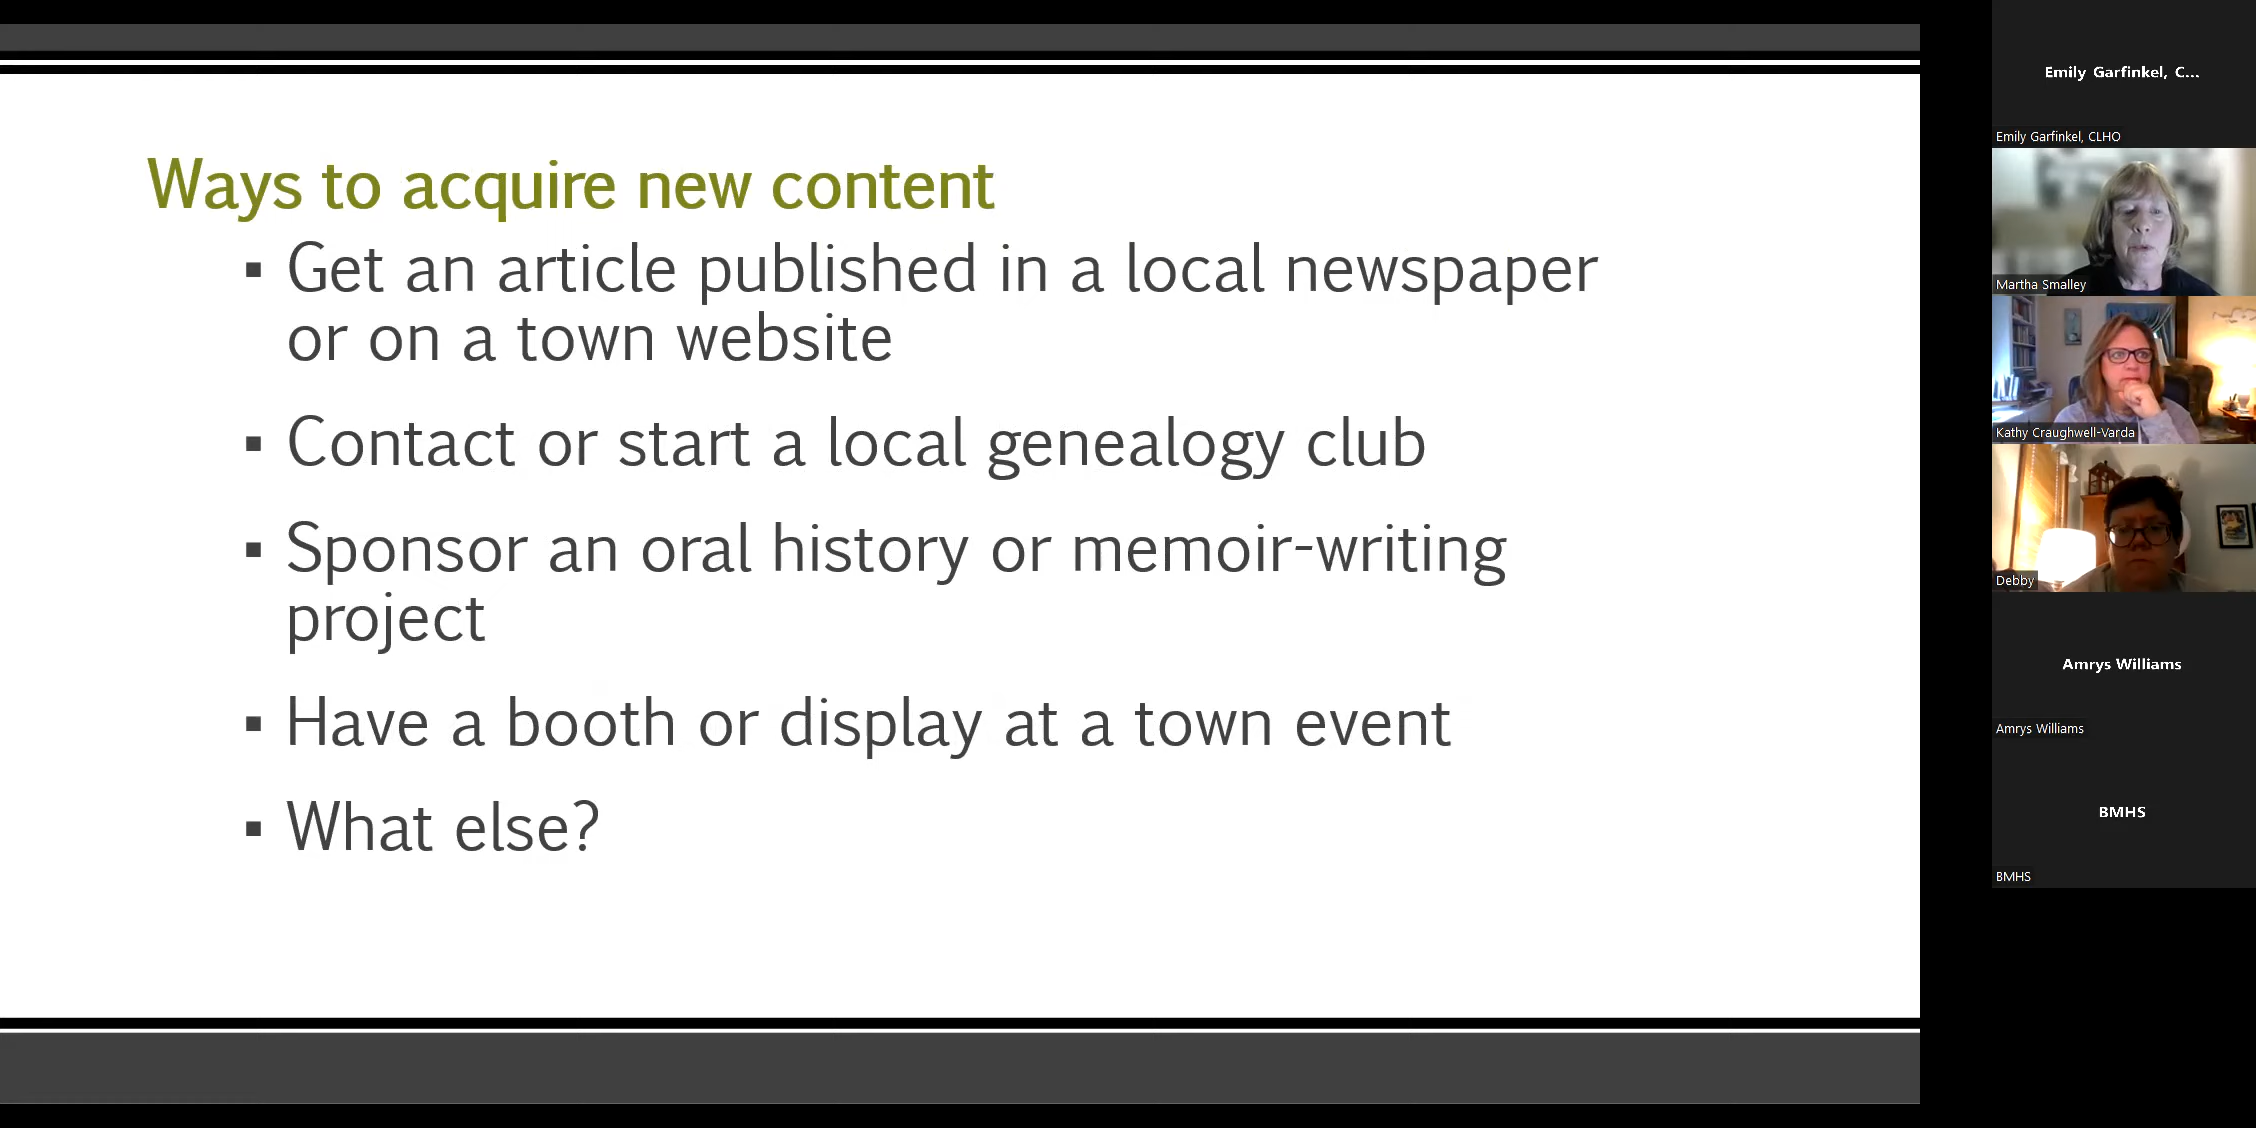 Ways to acquire new content
▪ Get an article published in a local newspaper
or on a town website
▪ Contact or start a local genealogy club
▪ Sponsor an oral history or memoir-writing
project
▪ Have a booth or display at a town event
▪ What else?
Emily Garfinkel, C...
Emily Garfinkel, CLHO
Martha Smalley
Kathy Craughwell-Varda
Debby
Amrys Williams
Amrys Williams
BMHS
BMHS